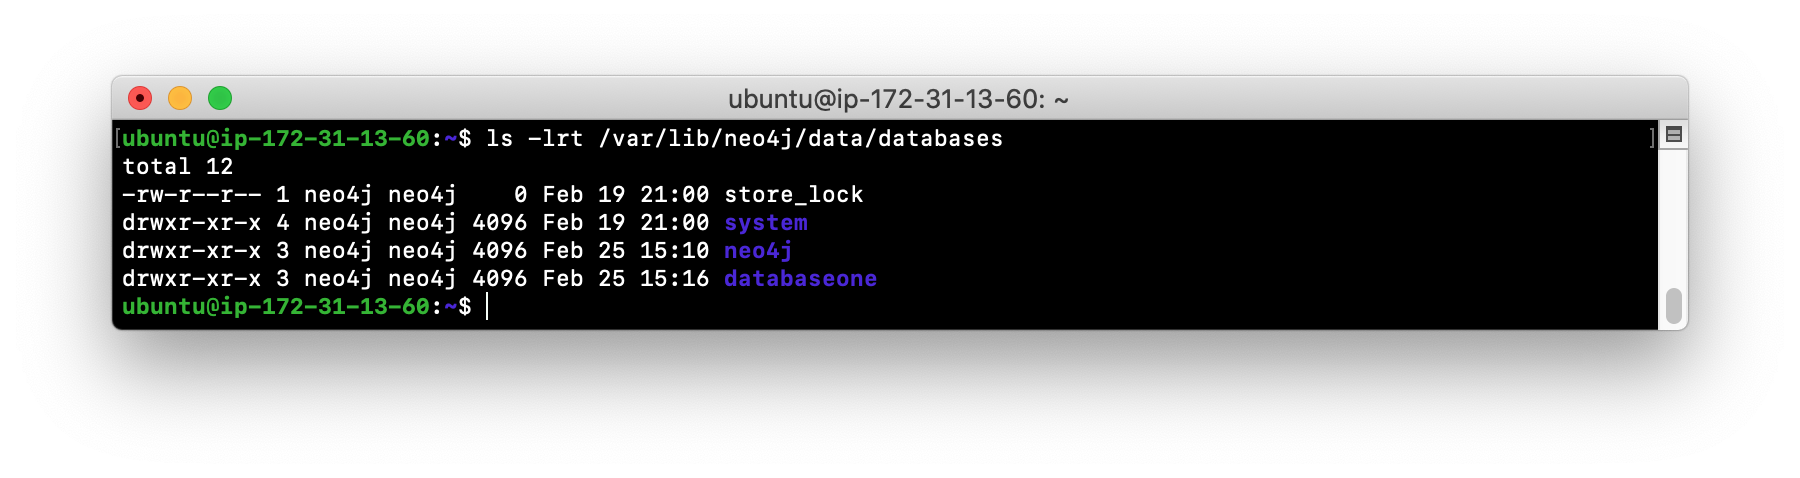 ubuntu@ip-172-31-13-60: ~
[ubuntu@ip-172-31-13-60:~$ ls -lrt /var/lib/neo4j/data/databases ]
total 12
-rw-r--r-- 1 neo4j neo4j    0 Feb 19 21:00 store_lock
drwxr-xr-x 4 neo4j neo4j 4096 Feb 19 21:00 system
drwxr-xr-x 3 neo4j neo4j 4096 Feb 25 15:10 neo4j
drwxr-xr-x 3 neo4j neo4j 4096 Feb 25 15:16 databaseone
ubuntu@ip-172-31-13-60:~$